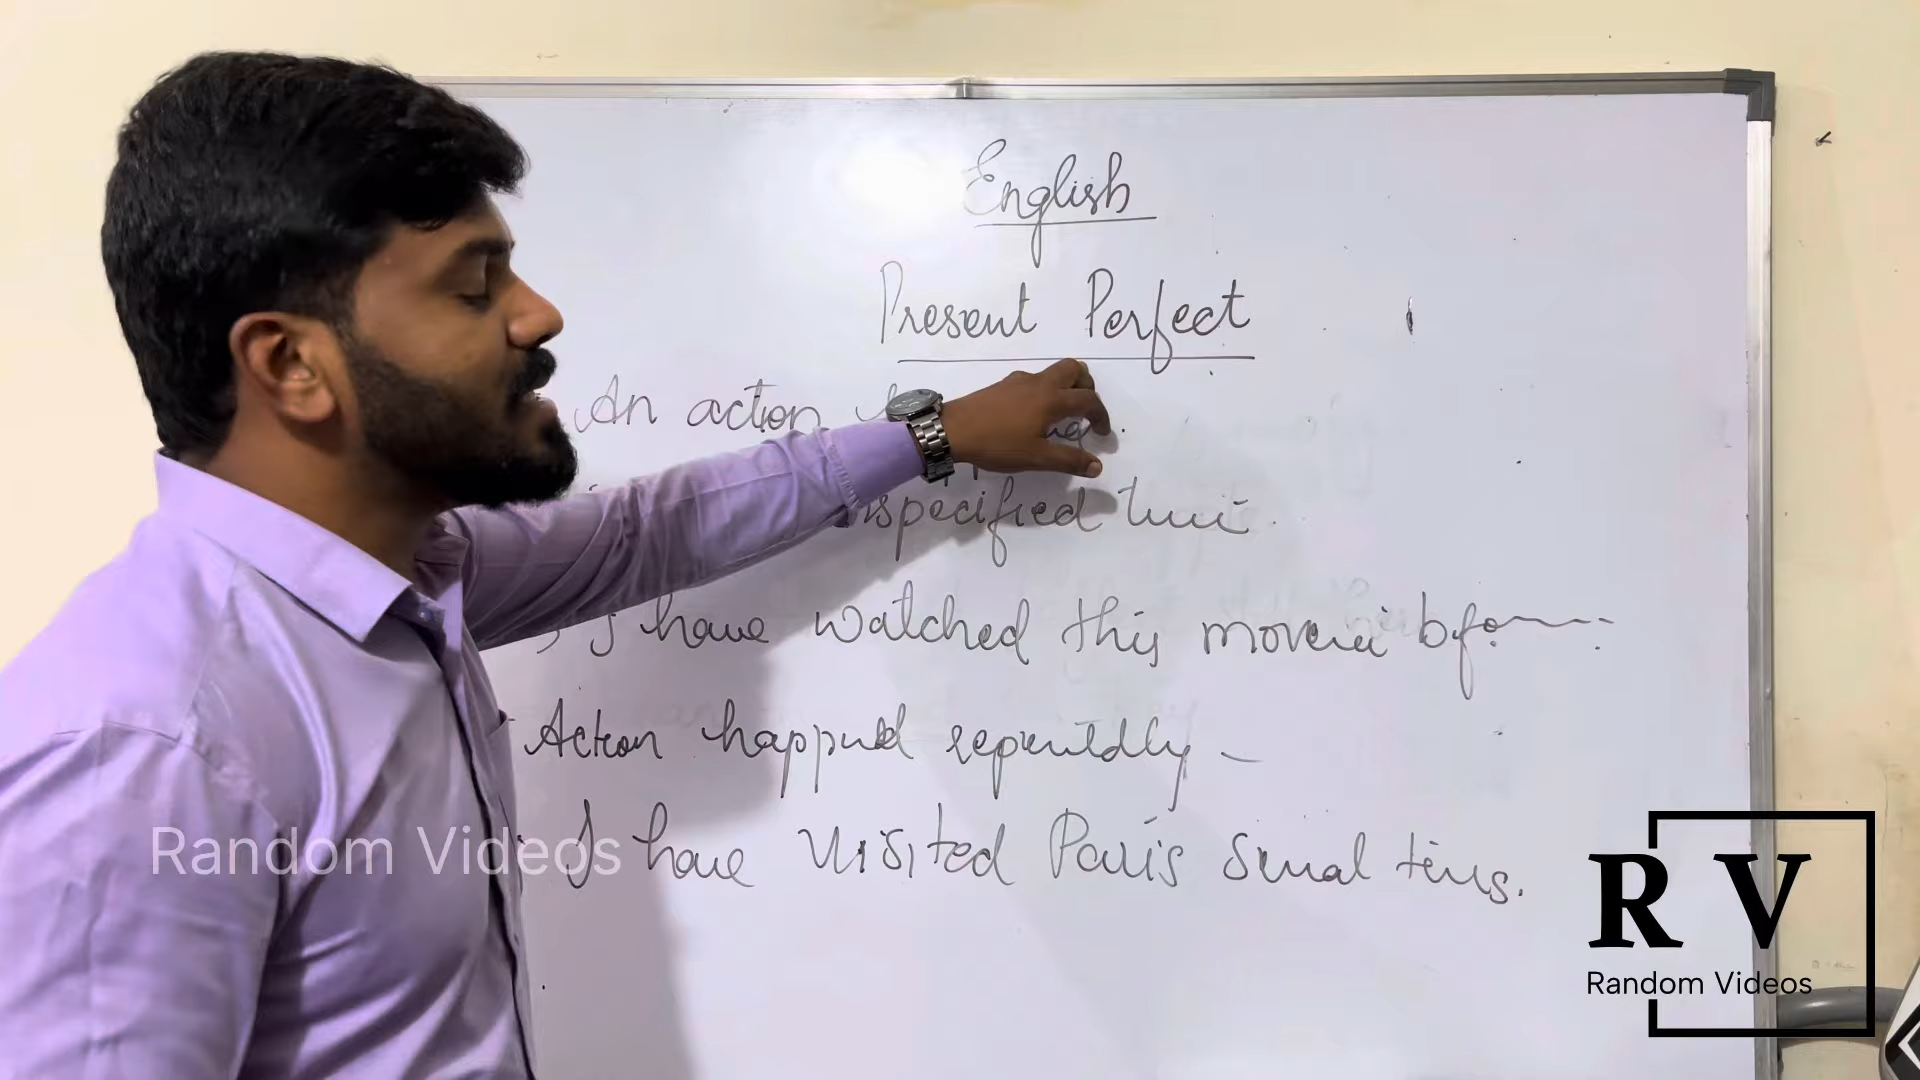 English
Present Perfect
An action
specified time.
I have watched this movie before
Action happened repeatedly
I have visited Paris several times.
Random Videos
RV
Random Videos